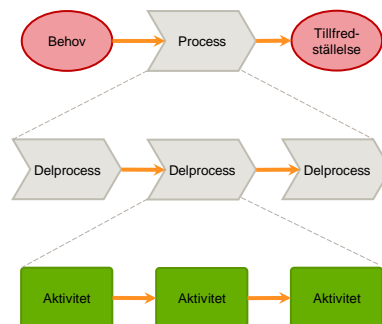 Behov
Process
Tillfred-
ställelse
Delprocess
Delprocess
Delprocess
Aktivitet
Aktivitet
Aktivitet